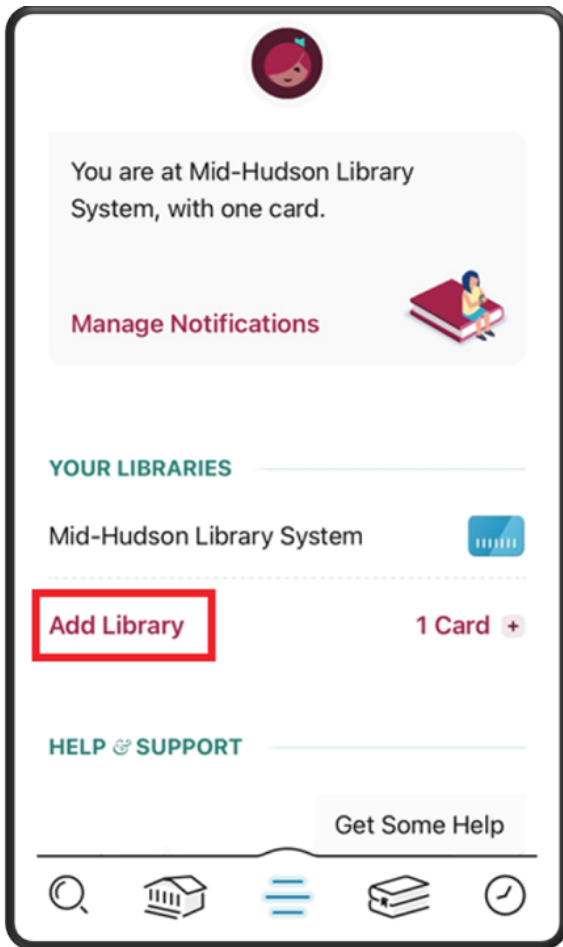 You are at Mid-Hudson Library
System, with one card.
Manage Notifications
YOUR LIBRARIES
Mid-Hudson Library System
Add Library
1 Card +
HELP & SUPPORT
Get Some Help